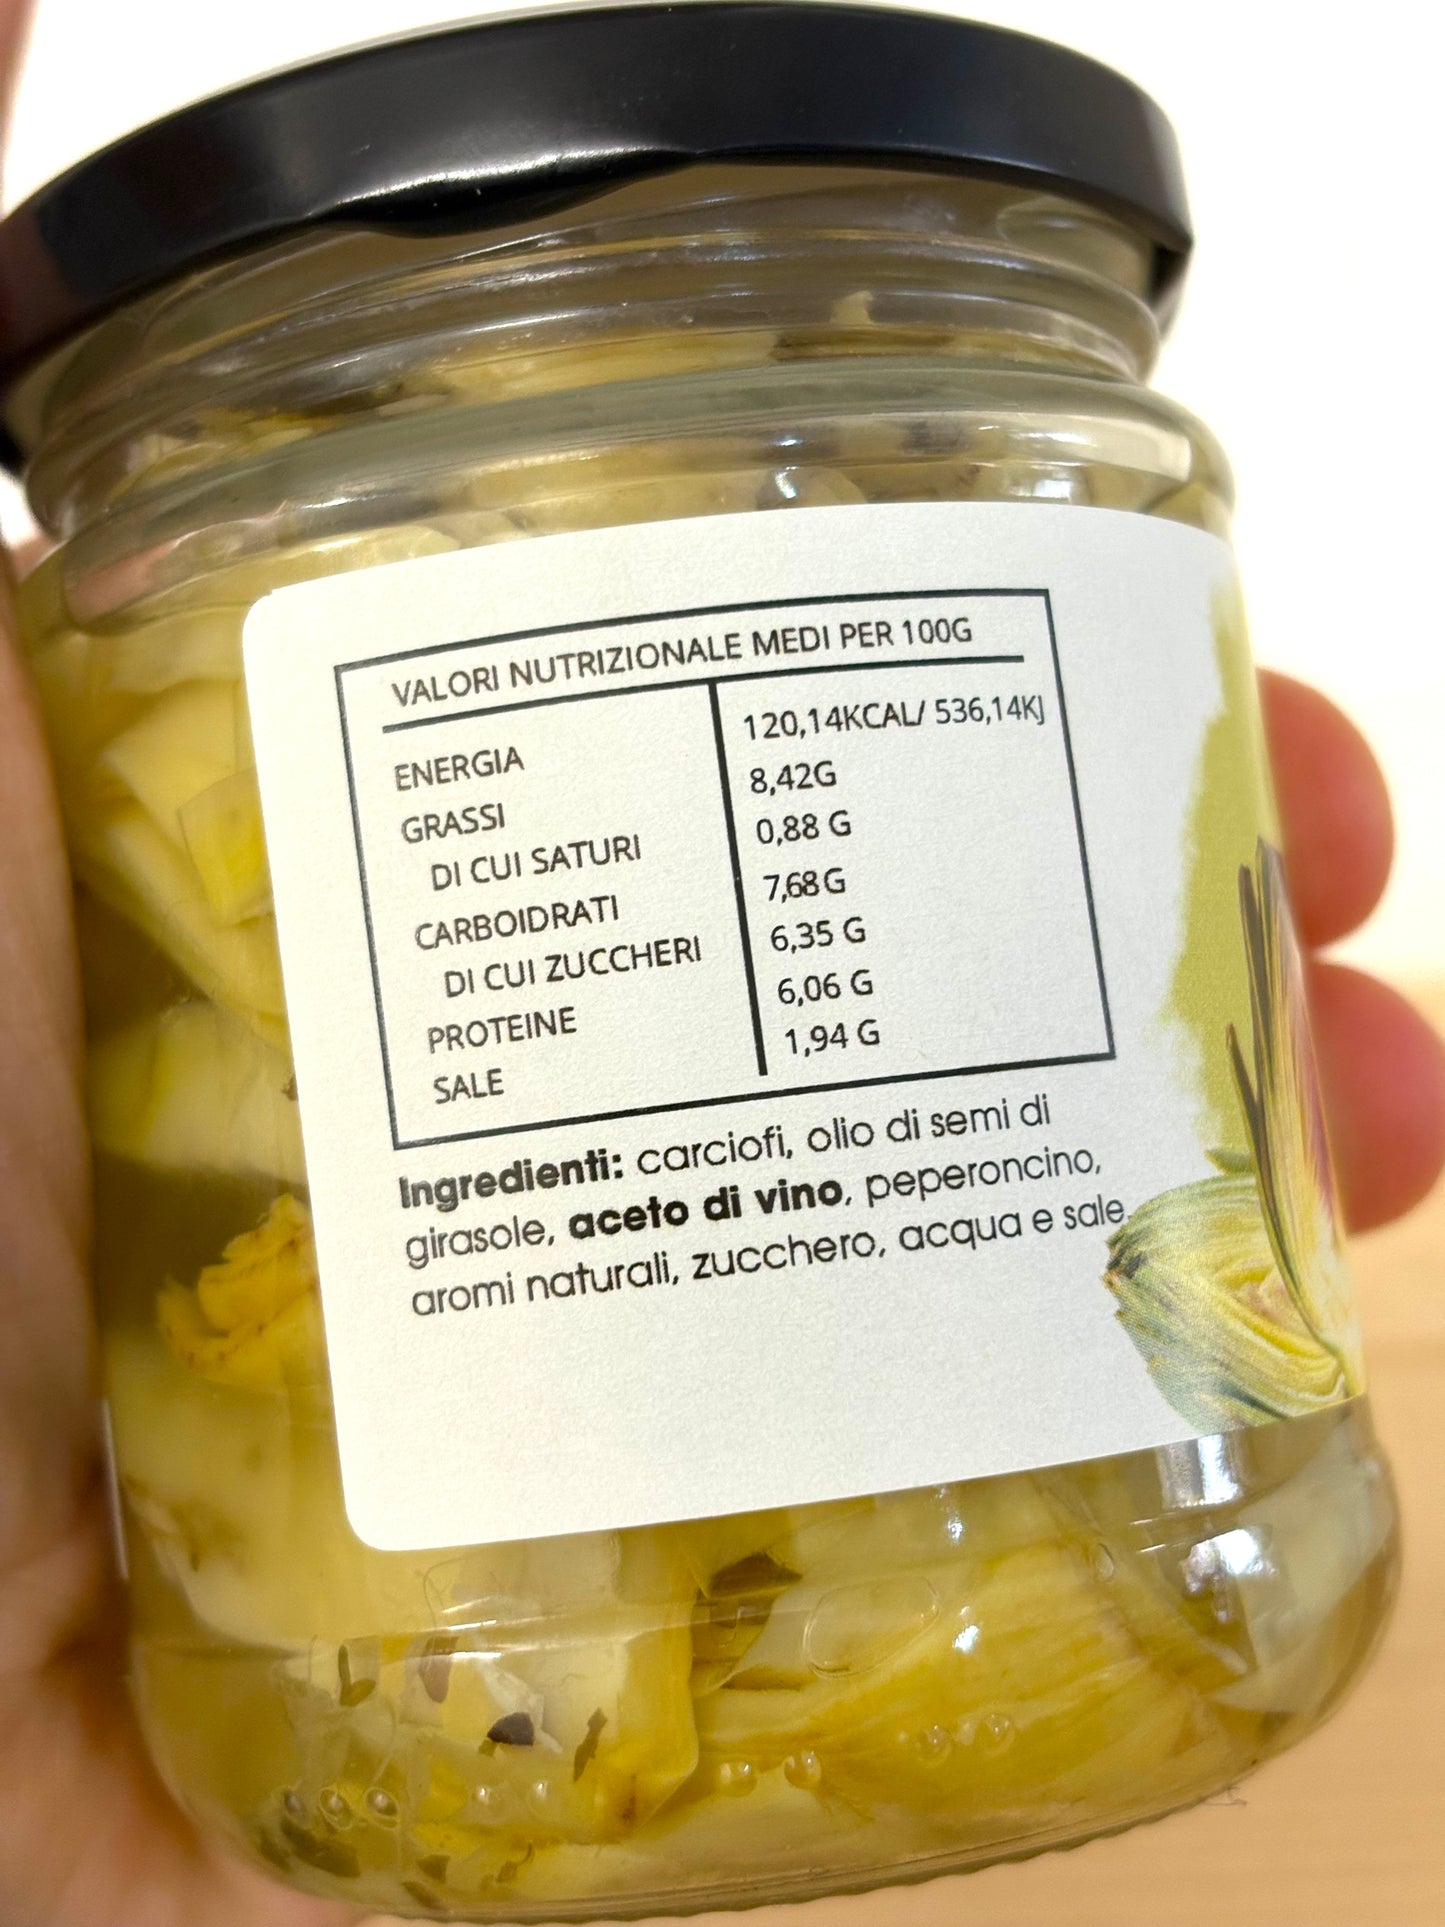 VALORI NUTRIZIONALE MEDI PER 100G
ENERGIA 120,14KCAL/ 536,14KJ
GRASSI 8,42G
DI CUI SATURI 0,88 G
CARBOIDRATI 7,68 G
DI CUI ZUCCHERI 6,35 G
PROTEINE 6,06 G
SALE 1,94 G
Ingredienti: carciofi, olio di semi di
girasole, aceto di vino, peperoncino,
aromi naturali, zucchero, acqua e sale.